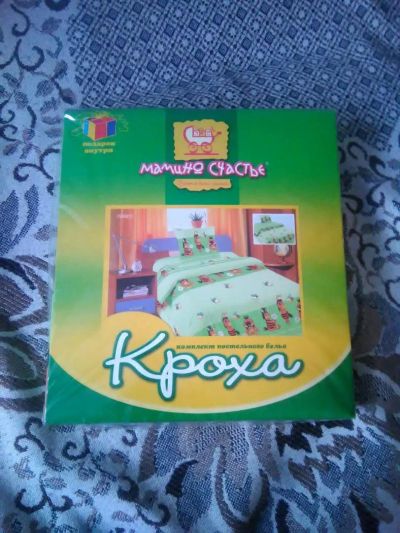 подарок
внутри
МАМИНО СЧАСТЬЕ®
комплект постельного белья
Кроха